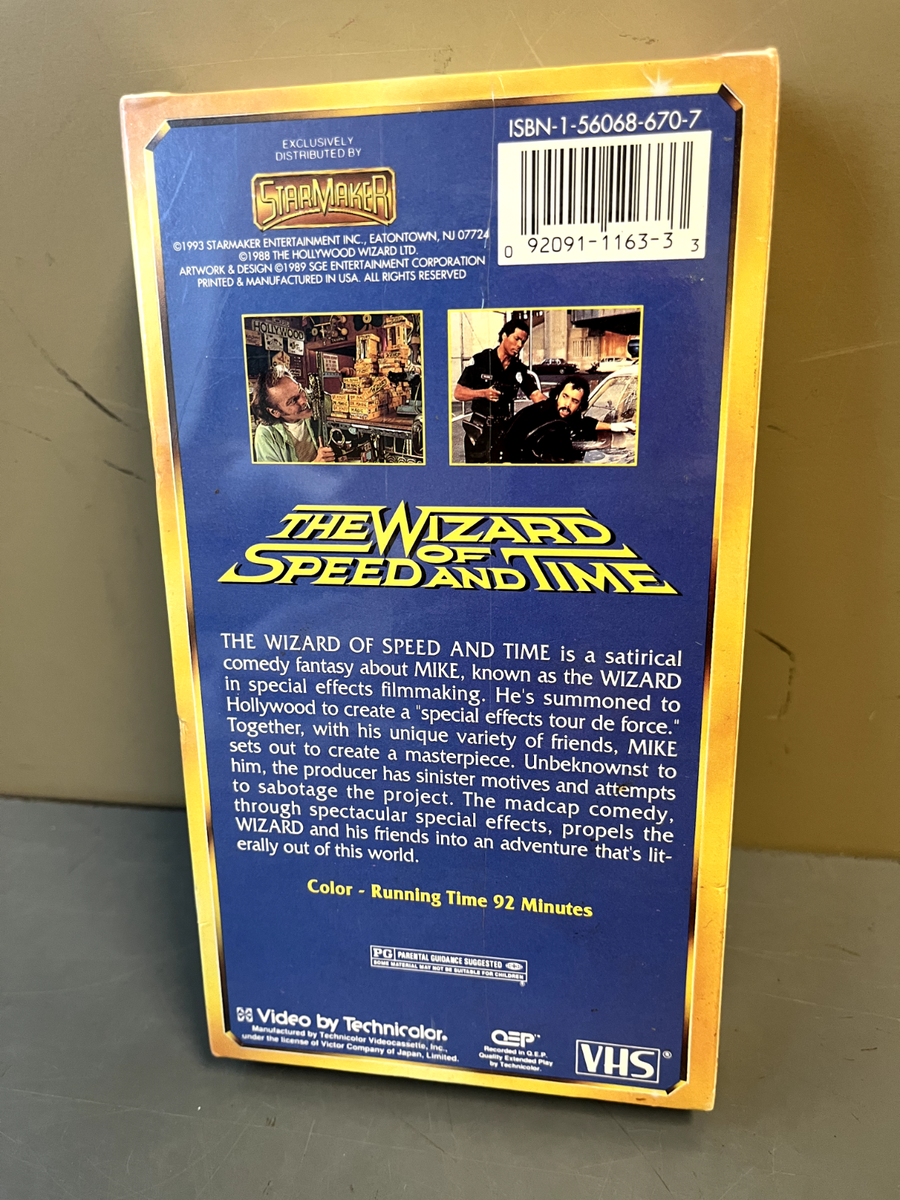 EXCLUSIVELY
DISTRIBUTED BY
STARMAKER
©1993 STARMAKER ENTERTAINMENT INC., EATONTOWN, NJ 07724
©1988 THE HOLLYWOOD WIZARD LTD.
ARTWORK & DESIGN ©1989 SGE ENTERTAINMENT CORPORATION
PRINTED & MANUFACTURED IN USA. ALL RIGHTS RESERVED
ISBN-1-56068-670-7
0 92091-1163-3 3
HOLLYWOOD
THE WIZARD
OF
SPEED AND TIME
THE WIZARD OF SPEED AND TIME is a satirical
comedy fantasy about MIKE, known as the WIZARD
in special effects filmmaking. He's summoned to
Hollywood to create a "special effects tour de force."
Together, with his unique variety of friends, MIKE
sets out to create a masterpiece. Unbeknownst to
him, the producer has sinister motives and attempts
to sabotage the project. The madcap comedy,
through spectacular special effects, propels the
WIZARD and his friends into an adventure that's lit-
erally out of this world.
Color - Running Time 92 Minutes
PG PARENTAL GUIDANCE SUGGESTED
SOME MATERIAL MAY NOT BE SUITABLE FOR CHILDREN
Video by Technicolor®
Manufactured by Technicolor Videocassette, Inc.,
under the license of Victor Company of Japan, Limited.
QEP™
Recorded in Q.E.P.
Quality Extended Play
by Technicolor.
VHS®